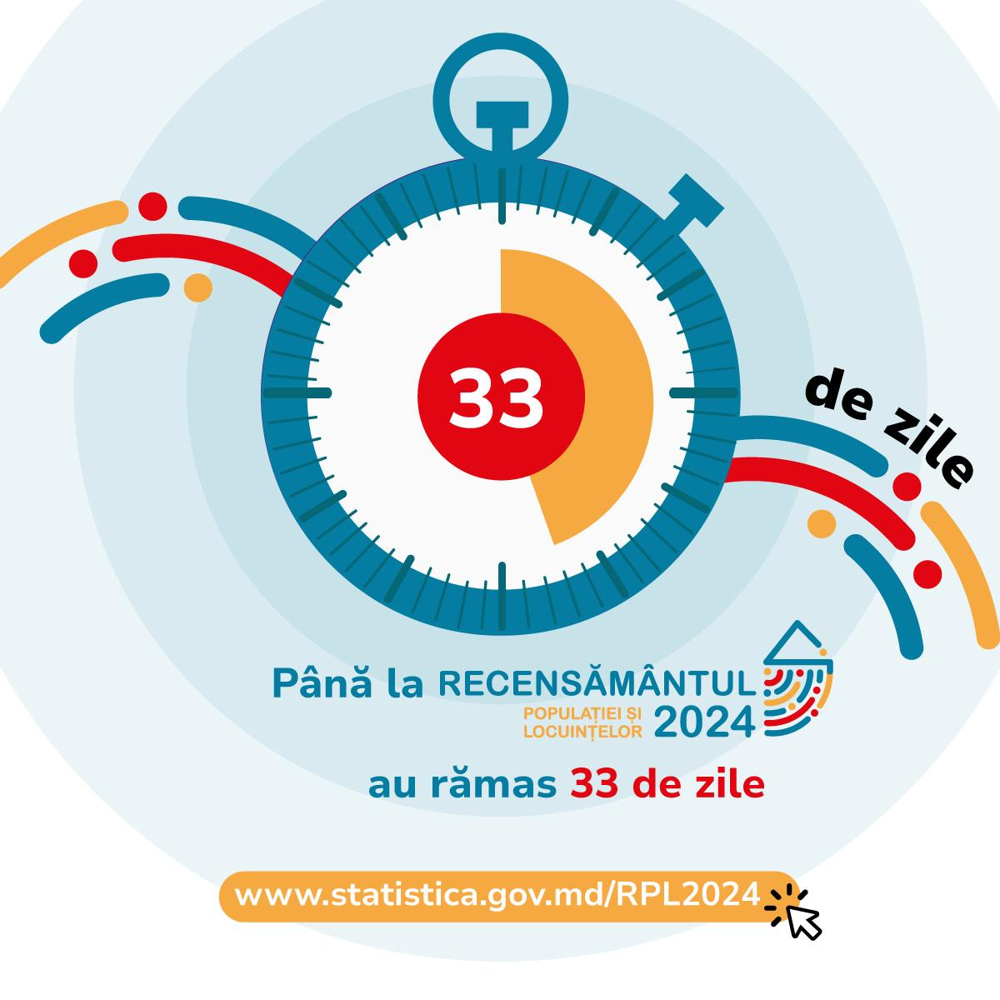 33
de zile
Până la RECENSĂMÂNTUL
POPULAȚIEI ȘI
LOCUINȚELOR
2024
au rămas 33 de zile
www.statistica.gov.md/RPL2024